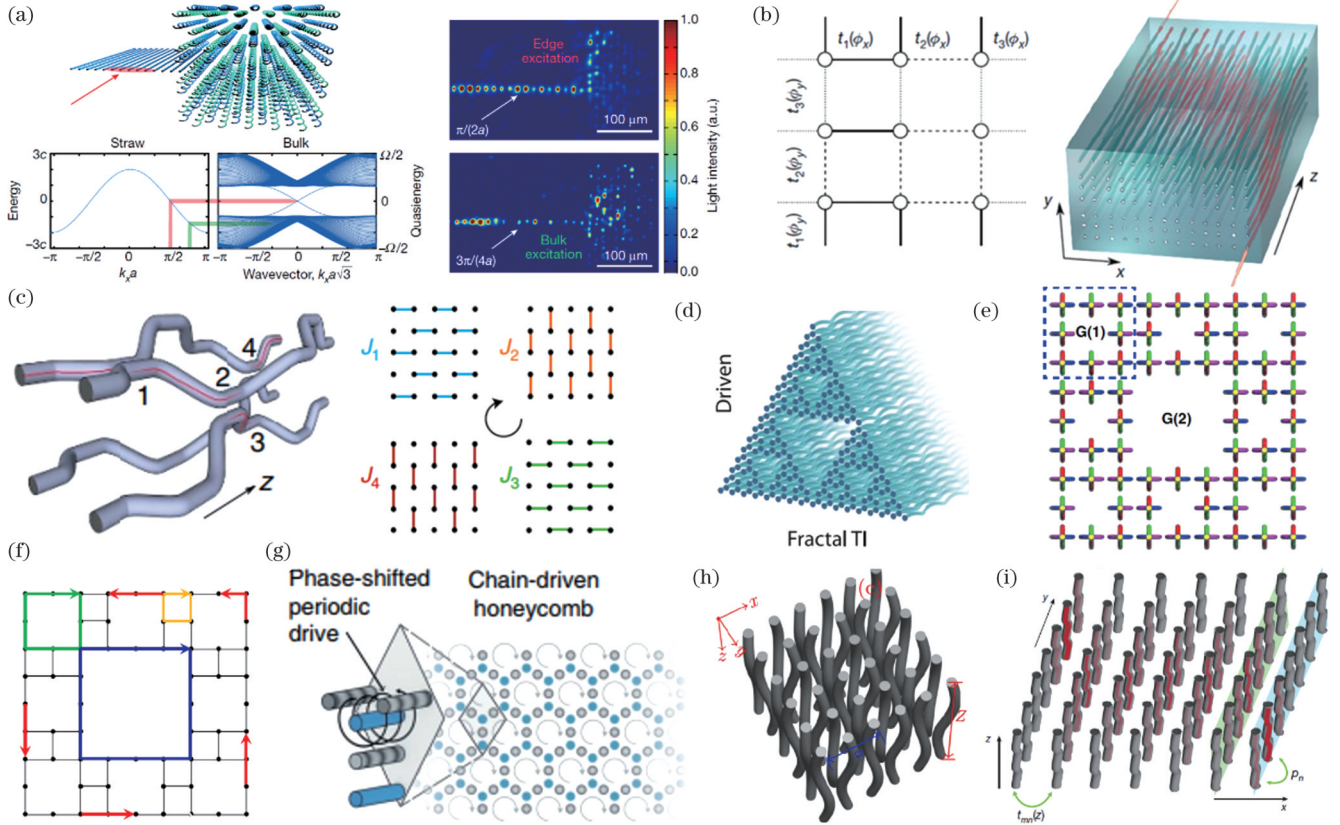 (a)
Edge
excitation
π/(2a)
100 μm
Bulk
excitation
3π/(4a)
100 μm
1.0
0.8
0.6
0.4
0.2
0.0
Light intensity (a.u.)
Straw
Bulk
3c
0
−3c
Energy
Ω/2
0
−Ω/2
Quasienergy
−π
−π/2
0
π/2
π
−π
−π/2
0
π/2
π
kₓa
Wavevector, kₓa√3
(b)
t₁(ϕₓ)
t₂(ϕₓ)
t₃(ϕₓ)
t₃(ϕᵧ)
t₂(ϕᵧ)
t₁(ϕᵧ)
y
x
z
(c)
1
2
3
4
z
J₁
J₂
J₄
J₃
(d)
Driven
Fractal TI
(e)
G(1)
G(2)
(f)
(g)
Phase-shifted
periodic
drive
Chain-driven
honeycomb
(h)
(c)
x
z
Z
(i)
y
z
x
tₘₙ(z)
pₙ